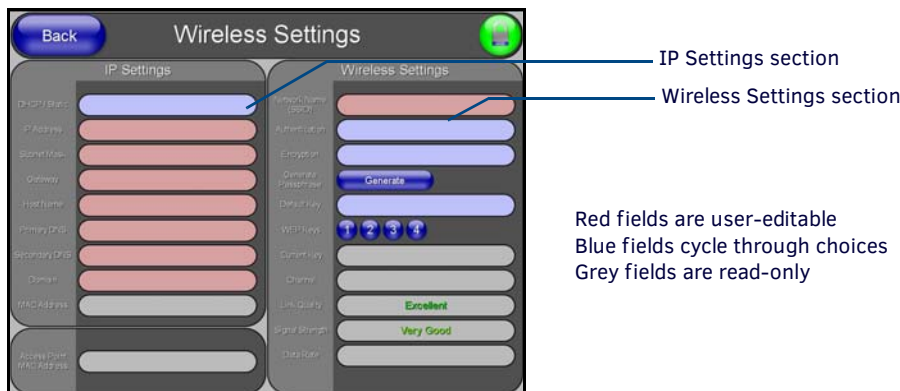 Back
Wireless Settings
IP Settings
Wireless Settings
DHCP / Static
IP Address
Subnet Mask
Gateway
Host Name
Primary DNS
Secondary DNS
Domain
MAC Address
Access Point
MAC Address
Network Name
(SSID)
Authentication
Encryption
Generate
Passphrase
Generate
Default Key
WEP Keys
1 2 3 4
Current Key
Channel
Link Quality
Excellent
Signal Strength
Very Good
Data Rate
IP Settings section
Wireless Settings section
Red fields are user-editable
Blue fields cycle through choices
Grey fields are read-only